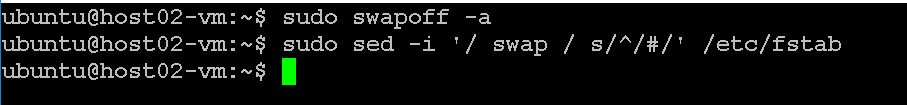 ubuntu@host02-vm:~$ sudo swapoff -a
ubuntu@host02-vm:~$ sudo sed -i '/ swap / s/^/#/' /etc/fstab
ubuntu@host02-vm:~$